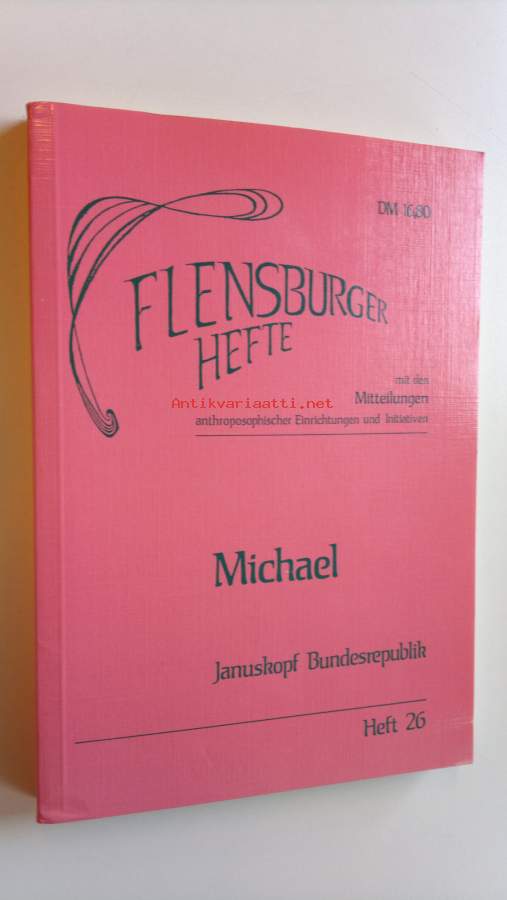 DM 16,80
FLENSBURGER
HEFTE
Antikvariaatti.net
mit den
Mitteilungen
anthroposophischer Einrichtungen und Initiativen
Michael
Januskopf Bundesrepublik
Heft 26